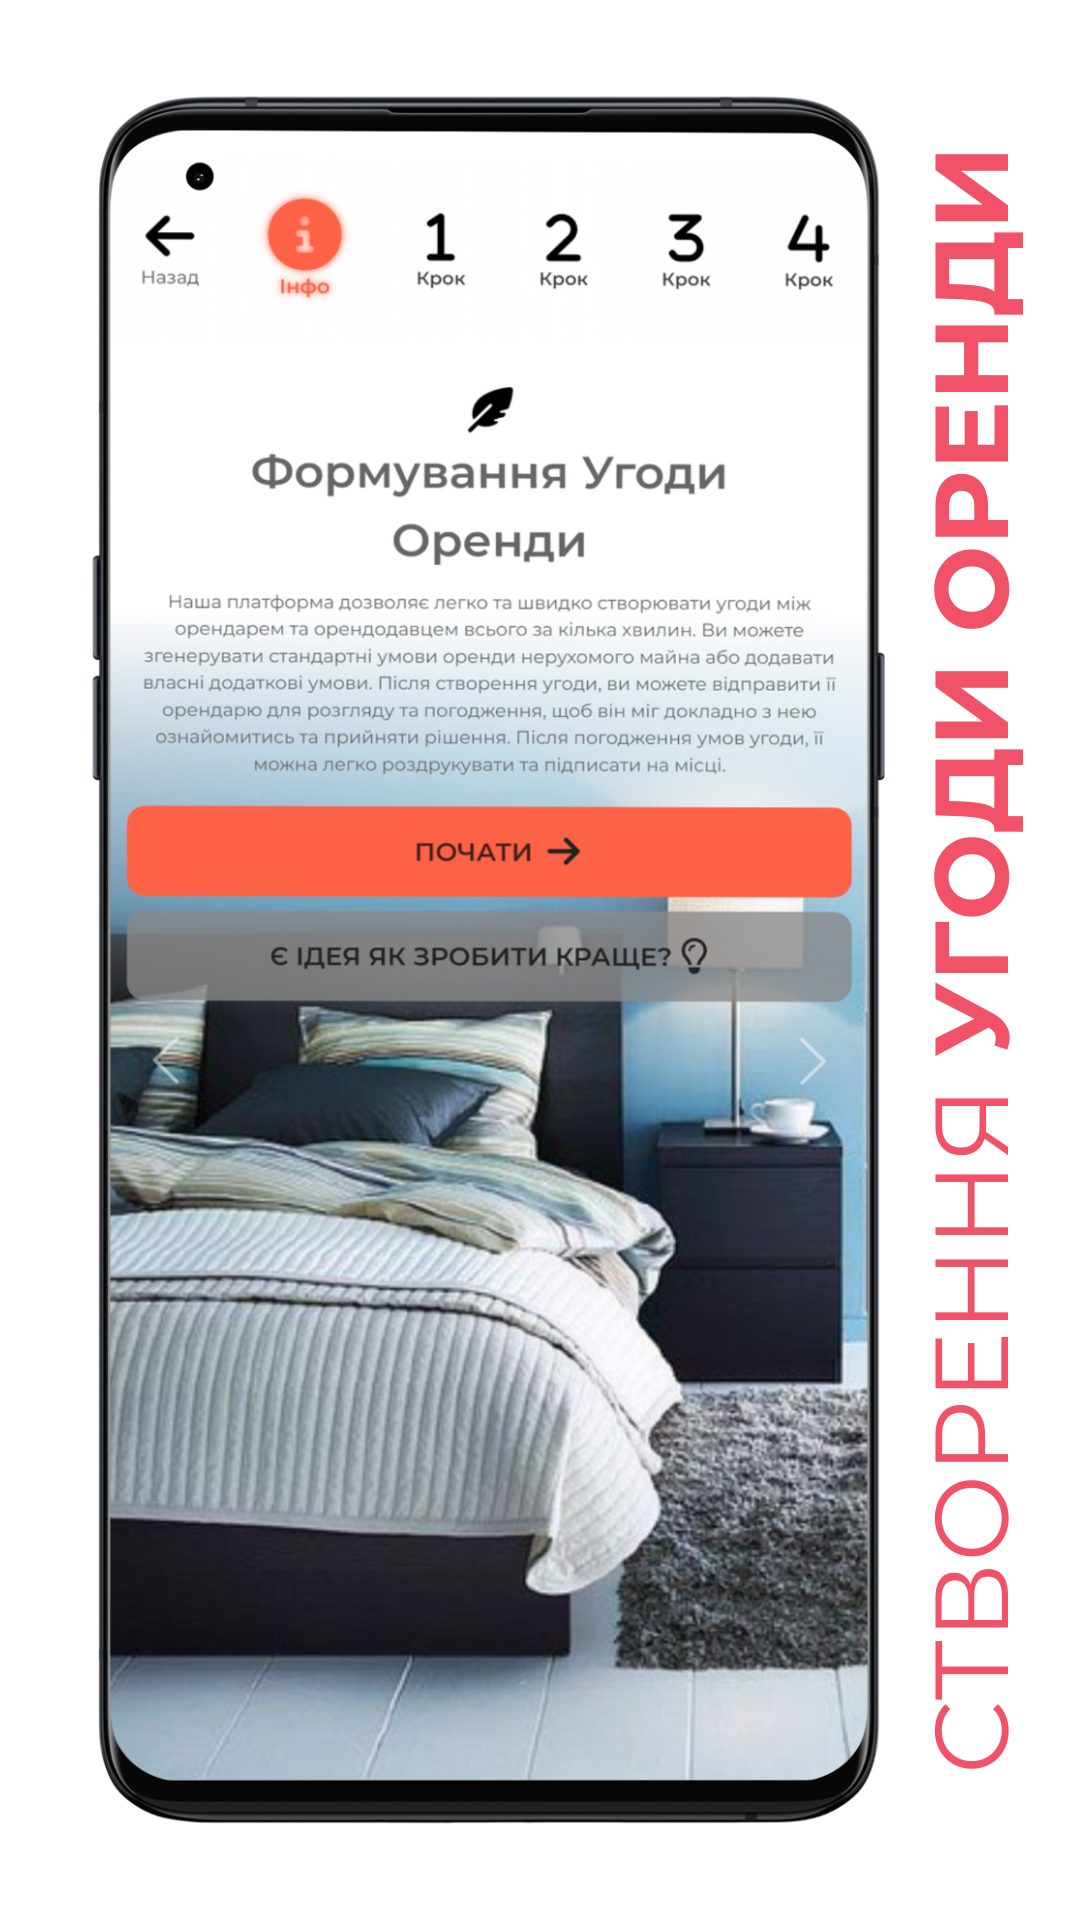 Назад
Інфо
1
Крок
2
Крок
3
Крок
4
Крок
Формування Угоди
Оренди
Наша платформа дозволяє легко та швидко створювати угоди між
орендарем та орендодавцем всього за кілька хвилин. Ви можете
згенерувати стандартні умови оренди нерухомого майна або додавати
власні додаткові умови. Після створення угоди, ви можете відправити її
орендарю для розгляду та погодження, щоб він міг докладно з нею
ознайомитись та прийняти рішення. Після погодження умов угоди, її
можна легко роздрукувати та підписати на місці.
ПОЧАТИ
Є ІДЕЯ ЯК ЗРОБИТИ КРАЩЕ?
СТВОРЕННЯ УГОДИ ОРЕНДИ